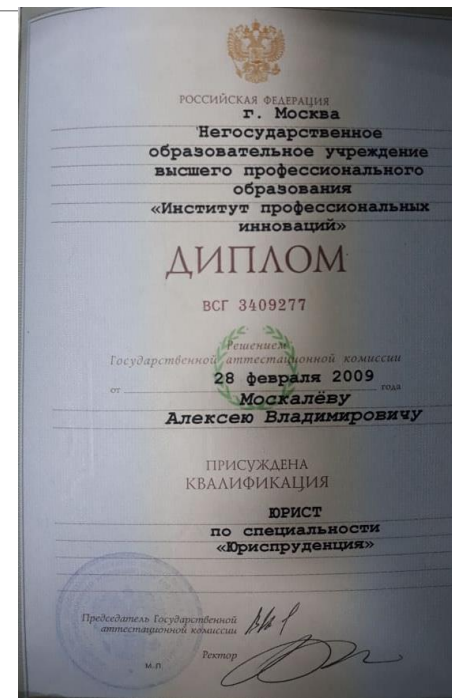 РОССИЙСКАЯ ФЕДЕРАЦИЯ
г. Москва
Негосударственное
образовательное учреждение
высшего профессионального
образования
«Институт профессиональных
инноваций»
ДИПЛОМ
ВСГ 3409277
Решением
Государственной аттестационной комиссии
от 28 февраля 2009 года
Москалёву
Алексею Владимировичу
ПРИСУЖДЕНА
КВАЛИФИКАЦИЯ
ЮРИСТ
по специальности
«Юриспруденция»
Председатель Государственной
аттестационной комиссии
Ректор
М.П.